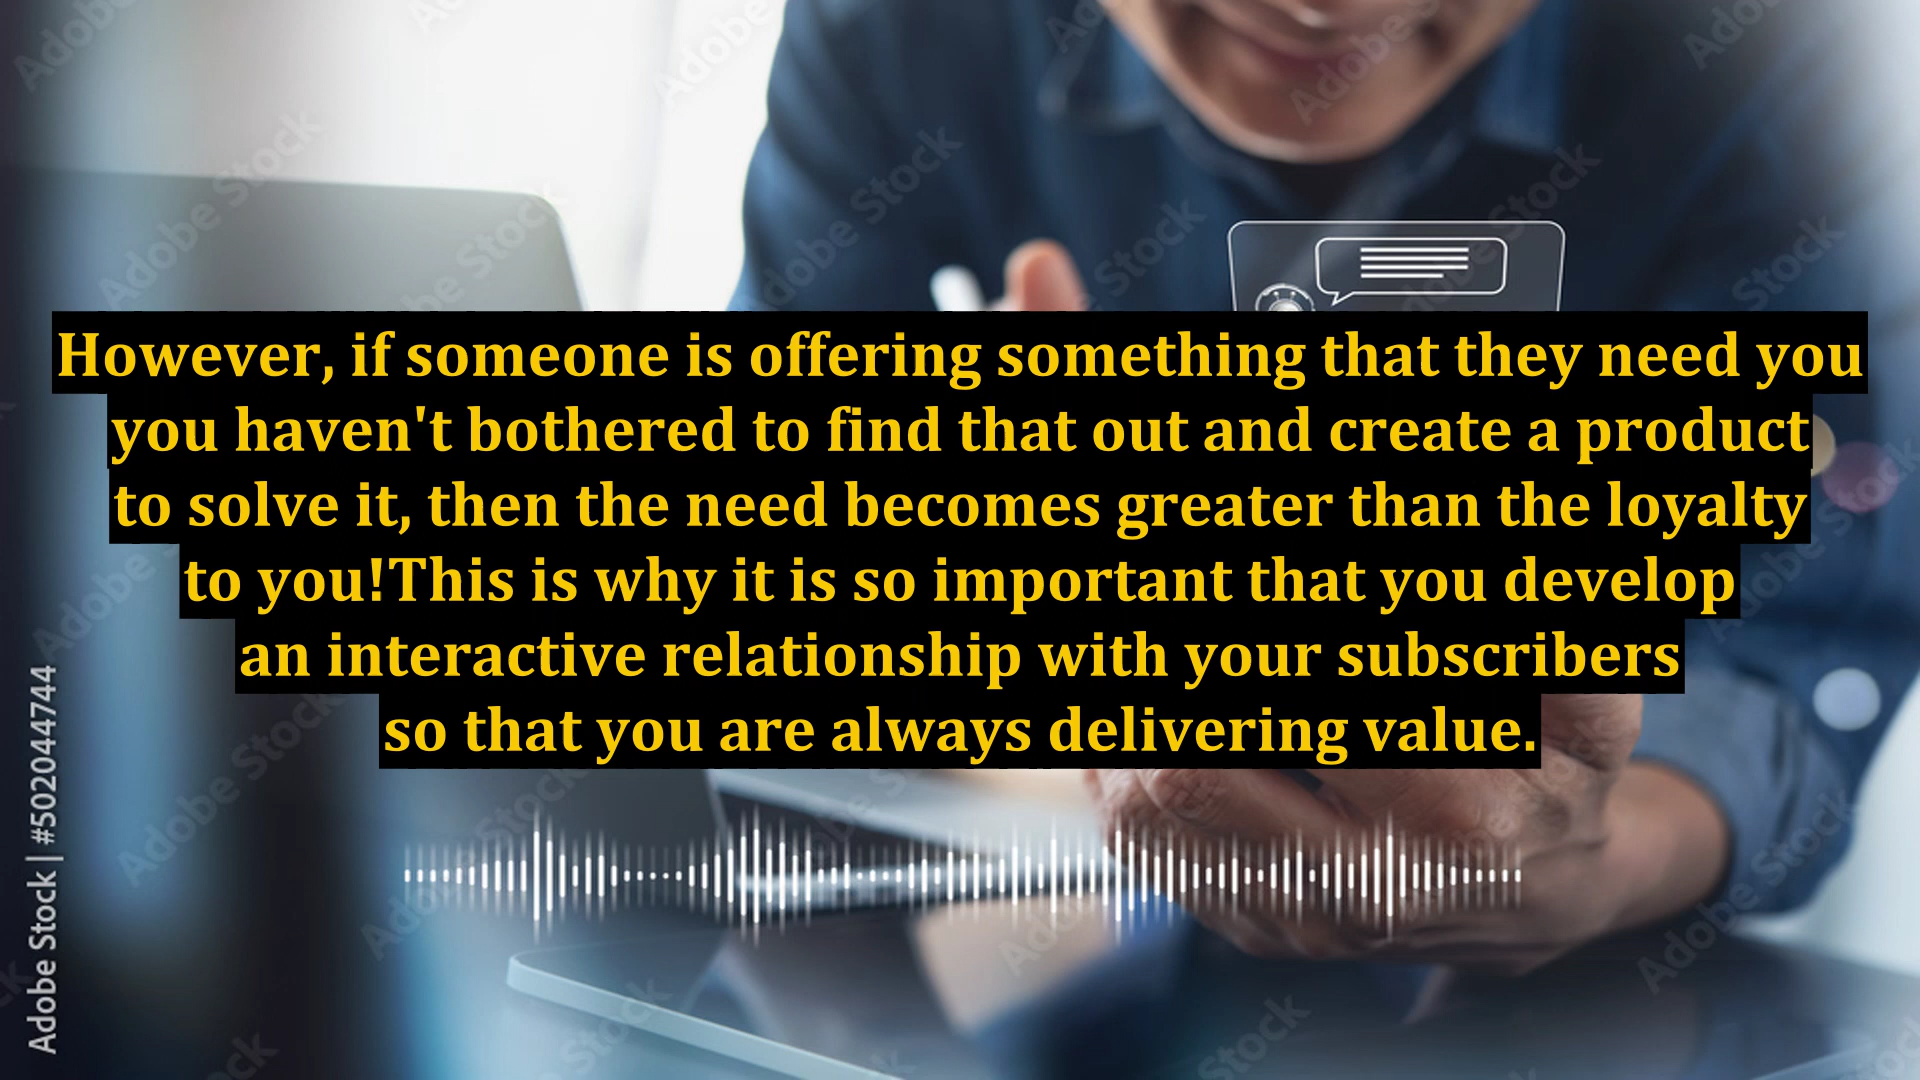 However, if someone is offering something that they need you
you haven't bothered to find that out and create a product
to solve it, then the need becomes greater than the loyalty
to you!This is why it is so important that you develop
an interactive relationship with your subscribers
so that you are always delivering value.
Adobe Stock | #502044744